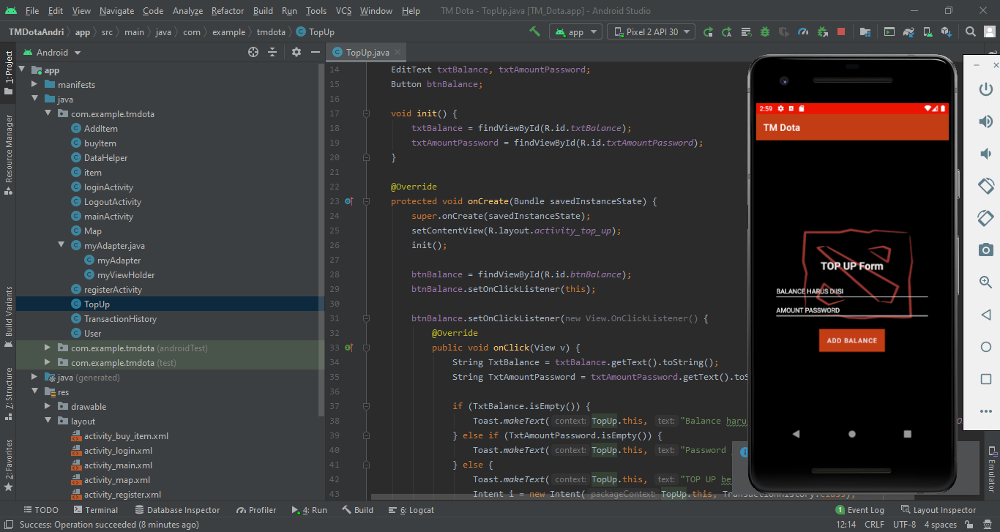 File Edit View Navigate Code Analyze Refactor Build Run Tools VCS Window Help TM Dota - TopUp.java [TM_Dota.app] - Android Studio
TMDotaAndri app src main java com example tmdota TopUp app Pixel 2 API 30
Android
TopUp.java
1: Project
Resource Manager
Build Variants
7: Structure
2: Favorites
app
manifests
java
com.example.tmdota
AddItem
buyItem
DataHelper
item
loginActivity
LogoutActivity
mainActivity
Map
myAdapter.java
myAdapter
myViewHolder
registerActivity
TopUp
TransactionHistory
User
com.example.tmdota (androidTest)
com.example.tmdota (test)
java (generated)
res
drawable
layout
activity_buy_item.xml
activity_login.xml
activity_main.xml
activity_map.xml
activity_register.xml
14 EditText txtBalance, txtAmountPassword;
15 Button btnBalance;
16
17 void init() {
18 txtBalance = findViewById(R.id.txtBalance);
19 txtAmountPassword = findViewById(R.id.txtAmountPassword);
20 }
21
22 @Override
23 protected void onCreate(Bundle savedInstanceState) {
24 super.onCreate(savedInstanceState);
25 setContentView(R.layout.activity_top_up);
26 init();
27
28 btnBalance = findViewById(R.id.btnBalance);
29 btnBalance.setOnClickListener(this);
30
31 btnBalance.setOnClickListener(new View.OnClickListener() {
32 @Override
33 public void onClick(View v) {
34 String TxtBalance = txtBalance.getText().toString();
35 String TxtAmountPassword = txtAmountPassword.getText().to
36
37 if (TxtBalance.isEmpty()) {
38 Toast.makeText( context: TopUp.this, text: "Balance haru
39 } else if (TxtAmountPassword.isEmpty()) {
40 Toast.makeText( context: TopUp.this, text: "Password
41 } else {
42 Toast.makeText( context: TopUp.this, text: "TOP UP be
43 Intent i = new Intent( packageContext: TopUp.this, TransactionHistory.class);
2:59
TM Dota
TOP UP Form
BALANCE HARUS DIISI
AMOUNT PASSWORD
ADD BALANCE
Emulator
TODO Terminal Database Inspector Profiler 4: Run Build 6: Logcat 1 Event Log Layout Inspector
Success: Operation succeeded (8 minutes ago) 12:14 CRLF UTF-8 4 spaces